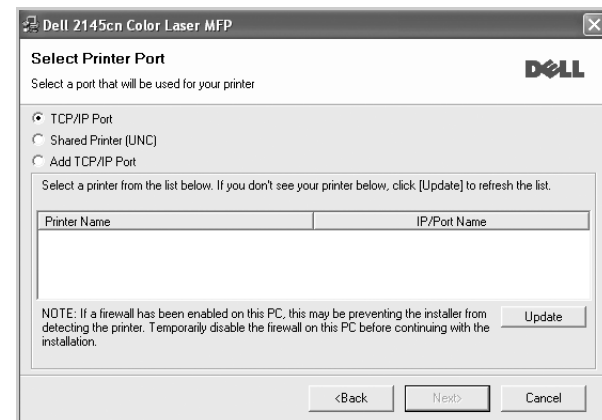 Dell 2145cn Color Laser MFP
Select Printer Port
Select a port that will be used for your printer
DELL
TCP/IP Port
Shared Printer (UNC)
Add TCP/IP Port
Select a printer from the list below. If you don't see your printer below, click [Update] to refresh the list.
Printer Name IP/Port Name
NOTE: If a firewall has been enabled on this PC, this may be preventing the installer from
detecting the printer. Temporarily disable the firewall on this PC before continuing with the
installation.
Update
<Back Next> Cancel